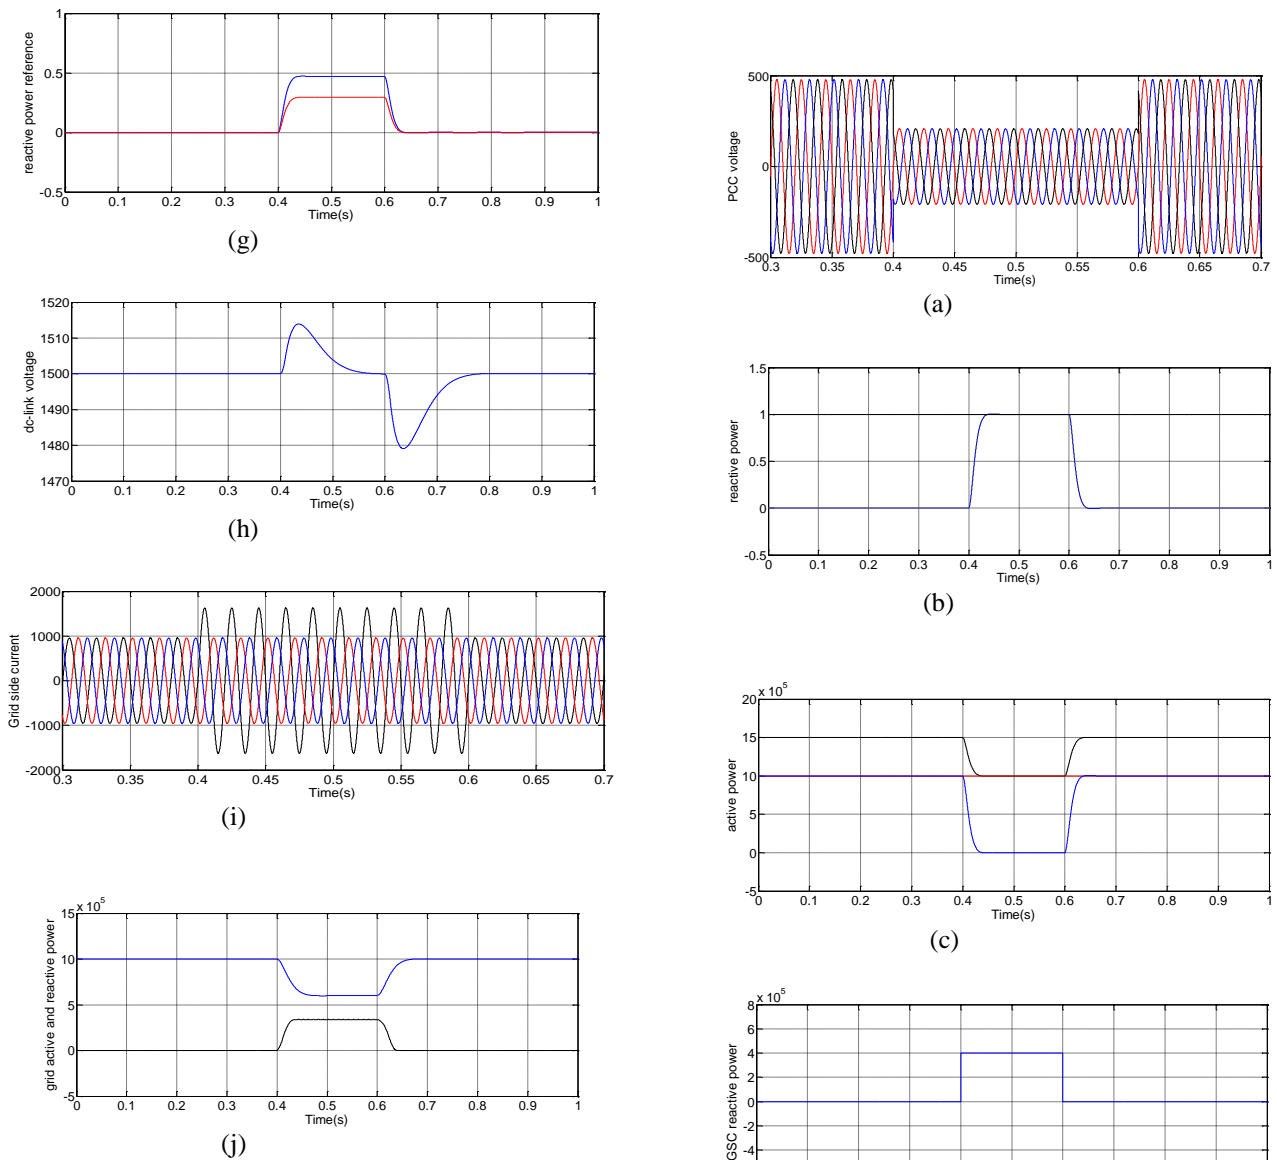 reactive power reference
1
0.5
0
-0.5
0 0.1 0.2 0.3 0.4 0.5 0.6 0.7 0.8 0.9 1
Time(s)
(g)
dc-link voltage
1520
1510
1500
1490
1480
1470
0 0.1 0.2 0.3 0.4 0.5 0.6 0.7 0.8 0.9 1
Time(s)
(h)
Grid side current
2000
1000
0
-1000
-2000
0.3 0.35 0.4 0.45 0.5 0.55 0.6 0.65 0.7
Time(s)
(i)
grid active and reactive power
x 10^5
15
10
5
0
-5
0 0.1 0.2 0.3 0.4 0.5 0.6 0.7 0.8 0.9 1
Time(s)
(j)
PCC voltage
500
0
-500
0.3 0.35 0.4 0.45 0.5 0.55 0.6 0.65 0.7
Time(s)
(a)
reactive power
1.5
1
0.5
0
-0.5
0 0.1 0.2 0.3 0.4 0.5 0.6 0.7 0.8 0.9 1
Time(s)
(b)
active power
x 10^5
20
15
10
5
0
-5
0 0.1 0.2 0.3 0.4 0.5 0.6 0.7 0.8 0.9 1
Time(s)
(c)
GSC reactive power
x 10^5
8
6
4
2
0
-2
-4